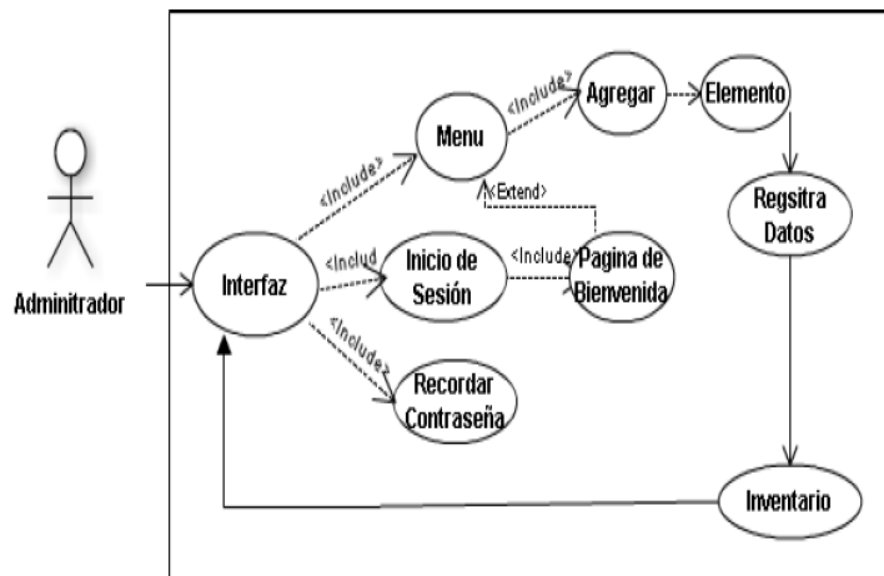 <Include>
Agregar
Elemento
Menu
<Include>
<Extend>
Regsitra
Datos
Adminitrador
Interfaz
<Includ
Inicio de
Sesión
<Include>
Pagina de
Bienvenida
<Include>
Recordar
Contraseña
Inventario